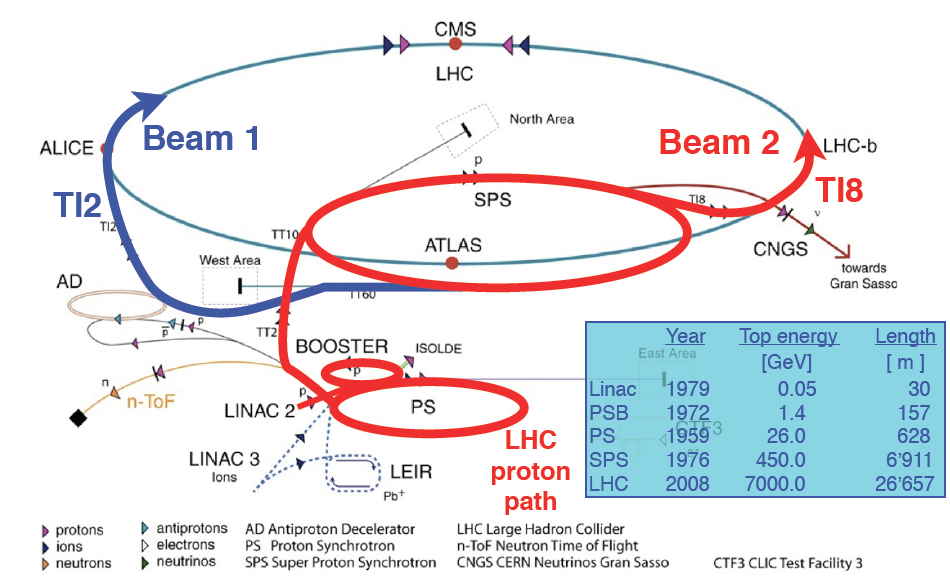 CMS
LHC
North Area
ALICE
Beam 1
Beam 2
LHC-b
p
SPS
TI2
TI2
TI8
TI8
TT10
ATLAS
CNGS
ν
West Area
towards
Gran Sasso
AD
TT60
p̅
p
TT2
BOOSTER
ISOLDE
p
East Area
n
n-ToF
LINAC 2
p
PS
CTF3
LINAC 3
Ions
LEIR
Pb+
LHC
proton
path
Year Top energy Length
[GeV] [ m ]
Linac 1979 0.05 30
PSB 1972 1.4 157
PS 1959 26.0 628
SPS 1976 450.0 6'911
LHC 2008 7000.0 26'657
protons antiprotons AD Antiproton Decelerator LHC Large Hadron Collider
ions electrons PS Proton Synchrotron n-ToF Neutron Time of Flight
neutrons neutrinos SPS Super Proton Synchrotron CNGS CERN Neutrinos Gran Sasso CTF3 CLIC Test Facility 3